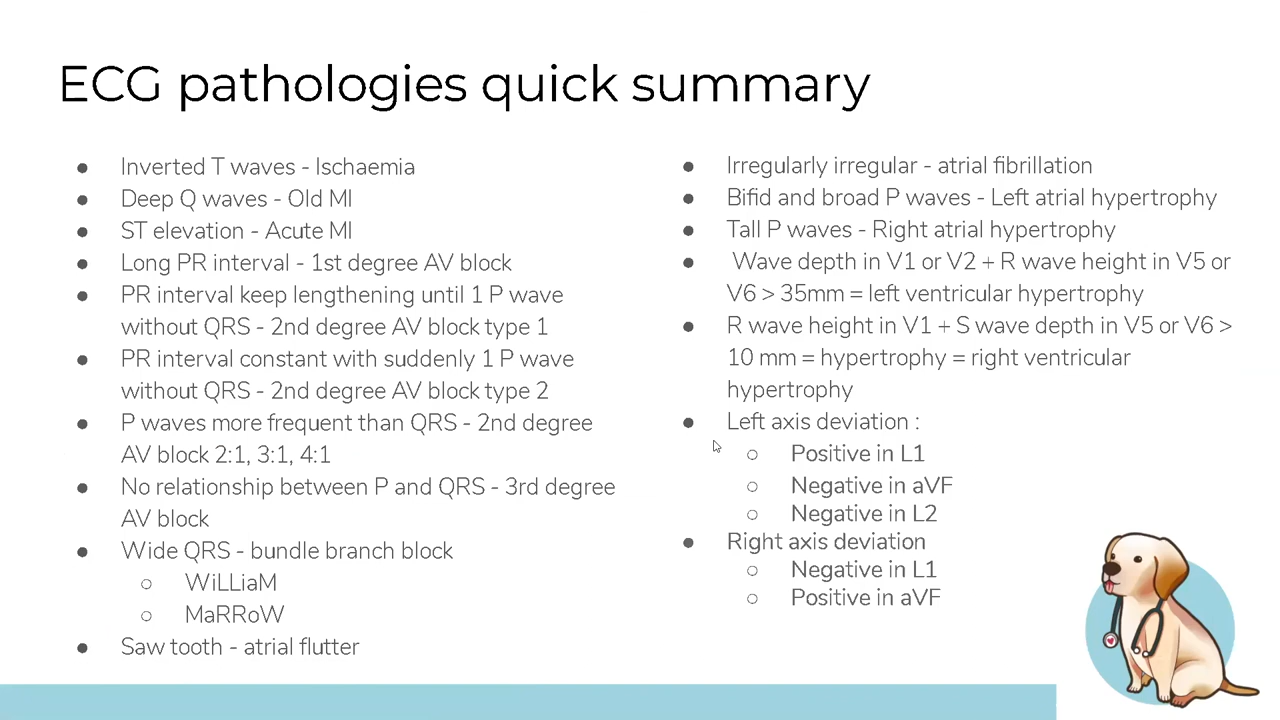 ECG pathologies quick summary
● Inverted T waves - Ischaemia
● Deep Q waves - Old MI
● ST elevation - Acute MI
● Long PR interval - 1st degree AV block
● PR interval keep lengthening until 1 P wave
without QRS - 2nd degree AV block type 1
● PR interval constant with suddenly 1 P wave
without QRS - 2nd degree AV block type 2
● P waves more frequent than QRS - 2nd degree
AV block 2:1, 3:1, 4:1
● No relationship between P and QRS - 3rd degree
AV block
● Wide QRS - bundle branch block
○ WiLLiaM
○ MaRRoW
● Saw tooth - atrial flutter
● Irregularly irregular - atrial fibrillation
● Bifid and broad P waves - Left atrial hypertrophy
● Tall P waves - Right atrial hypertrophy
● Wave depth in V1 or V2 + R wave height in V5 or
V6 > 35mm = left ventricular hypertrophy
● R wave height in V1 + S wave depth in V5 or V6 >
10 mm = hypertrophy = right ventricular
hypertrophy
● Left axis deviation :
○ Positive in L1
○ Negative in aVF
○ Negative in L2
● Right axis deviation
○ Negative in L1
○ Positive in aVF